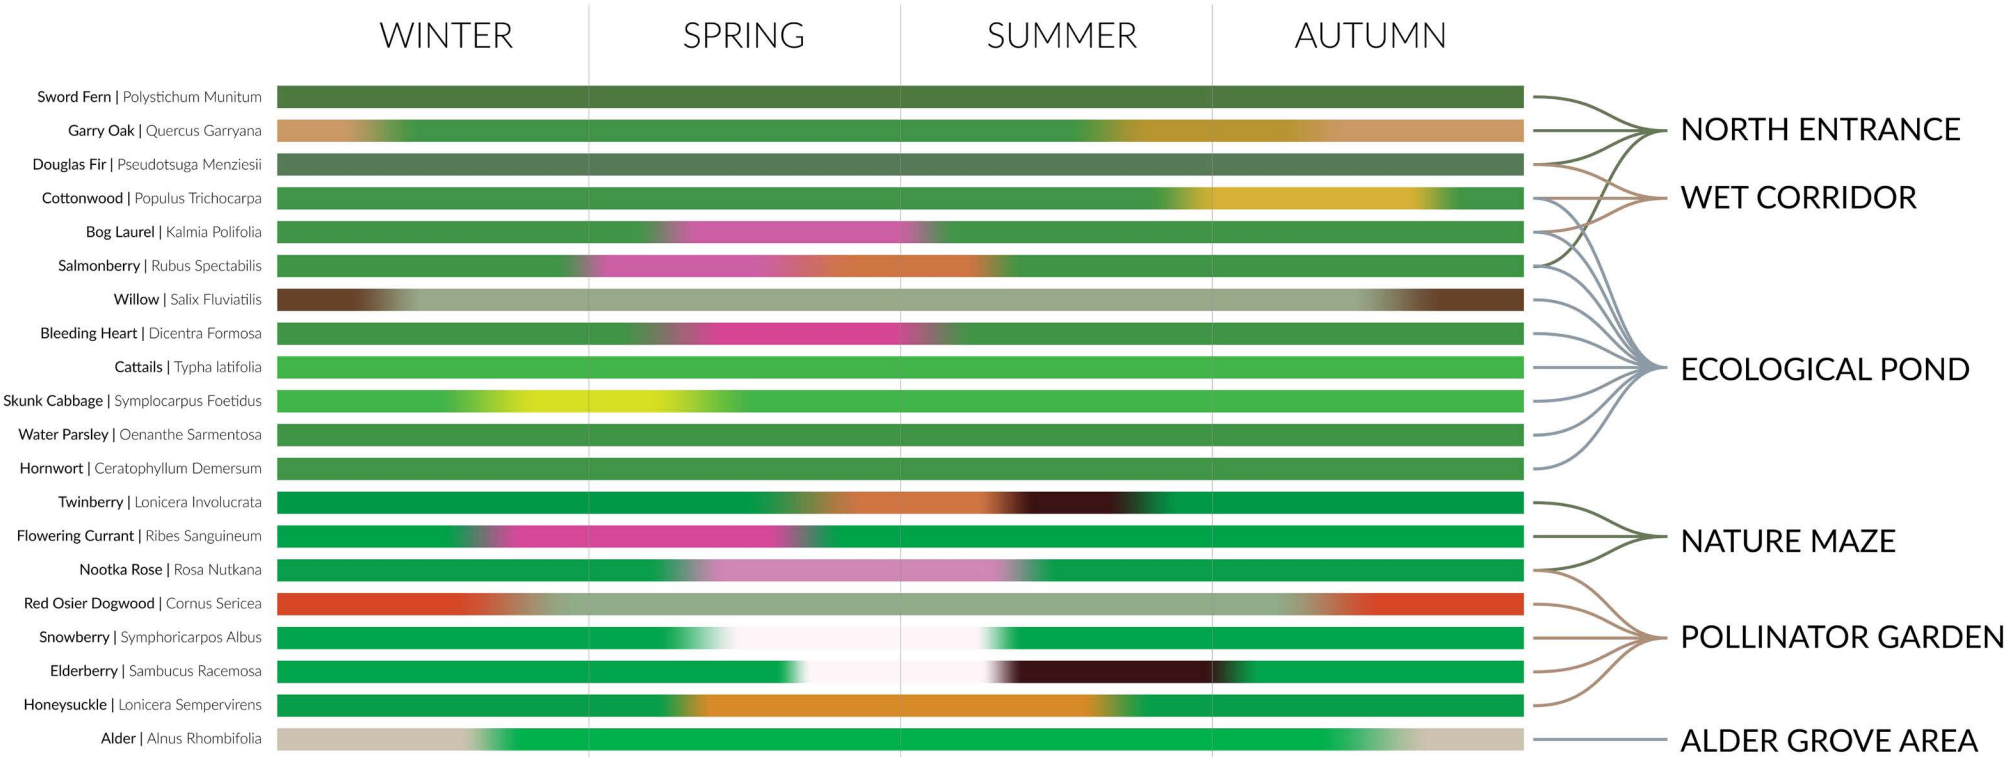 WINTER SPRING SUMMER AUTUMN
Sword Fern | Polystichum Munitum
Garry Oak | Quercus Garryana
NORTH ENTRANCE
Douglas Fir | Pseudotsuga Menziesii
Cottonwood | Populus Trichocarpa
WET CORRIDOR
Bog Laurel | Kalmia Polifolia
Salmonberry | Rubus Spectabilis
Willow | Salix Fluviatilis
Bleeding Heart | Dicentra Formosa
Cattails | Typha latifolia
ECOLOGICAL POND
Skunk Cabbage | Symplocarpus Foetidus
Water Parsley | Oenanthe Sarmentosa
Hornwort | Ceratophyllum Demersum
Twinberry | Lonicera Involucrata
Flowering Currant | Ribes Sanguineum
NATURE MAZE
Nootka Rose | Rosa Nutkana
Red Osier Dogwood | Cornus Sericea
Snowberry | Symphoricarpos Albus
POLLINATOR GARDEN
Elderberry | Sambucus Racemosa
Honeysuckle | Lonicera Sempervirens
Alder | Alnus Rhombifolia
ALDER GROVE AREA